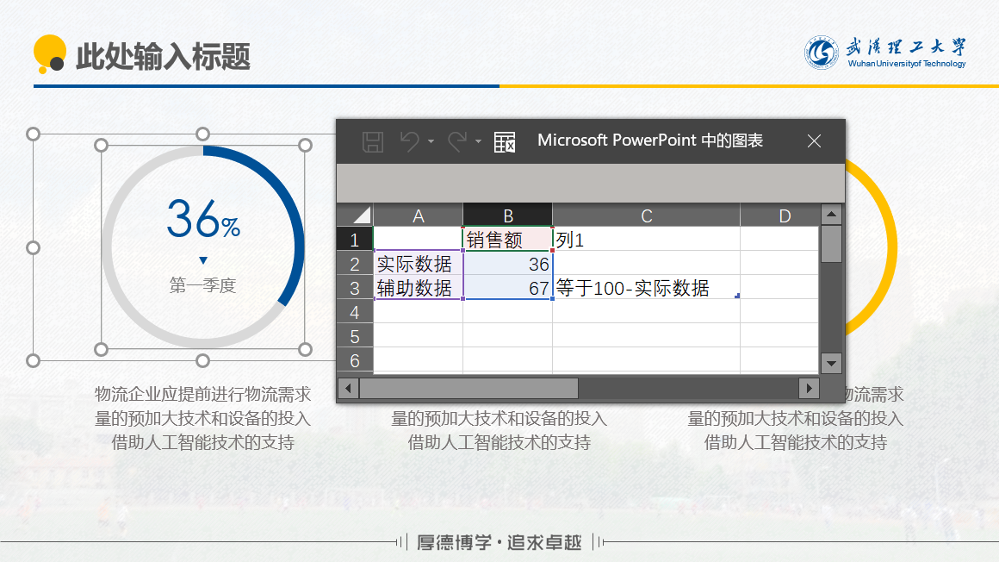 此处输入标题
武汉理工大学
Wuhan University of Technology
Microsoft PowerPoint 中的图表
A B C D
1 销售额 列1
2 实际数据 36
3 辅助数据 67 等于100-实际数据
4
5
6
36%
第一季度
物流企业应提前进行物流需求
量的预加大技术和设备的投入
借助人工智能技术的支持
量的预加大技术和设备的投入
借助人工智能技术的支持
物流需求
量的预加大技术和设备的投入
借助人工智能技术的支持
厚德博学·追求卓越